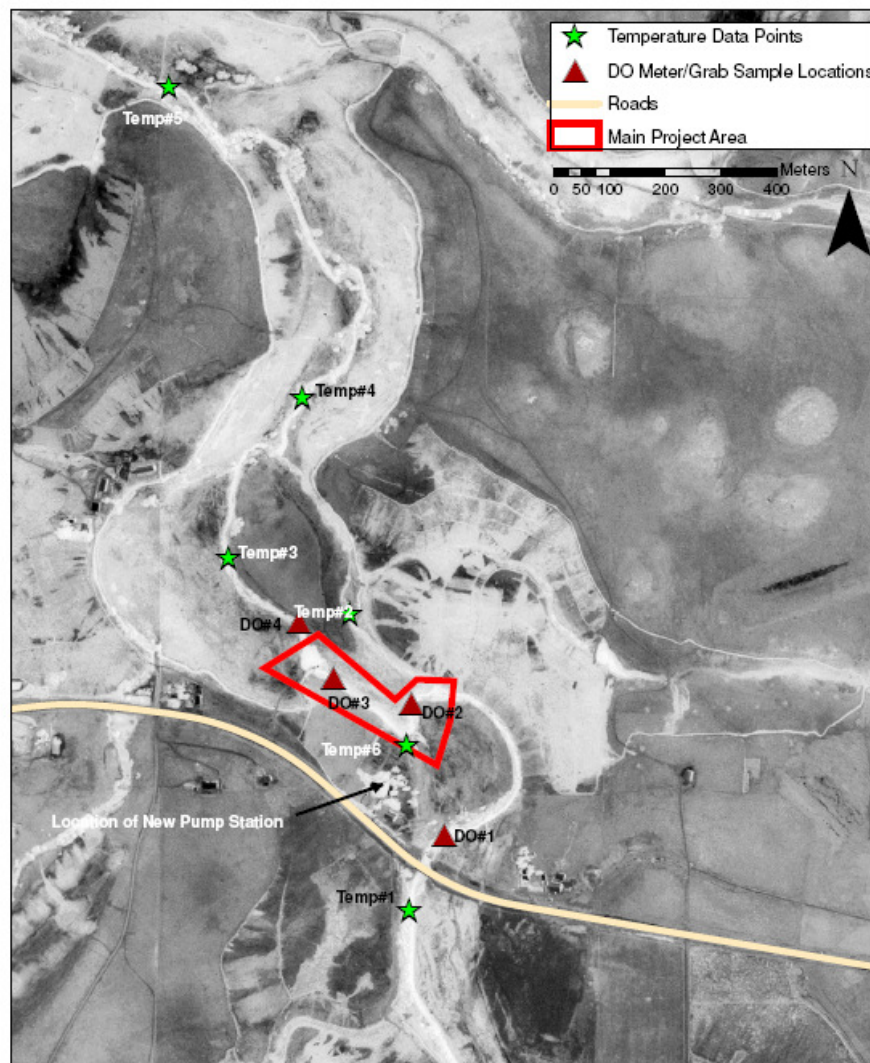 Temperature Data Points
DO Meter/Grab Sample Locations
Roads
Main Project Area
Meters N
0 50 100 200 300 400
Temp#5
Temp#4
Temp#3
Temp#2
DO#4
DO#3
DO#2
Temp#6
Location of New Pump Station
DO#1
Temp#1